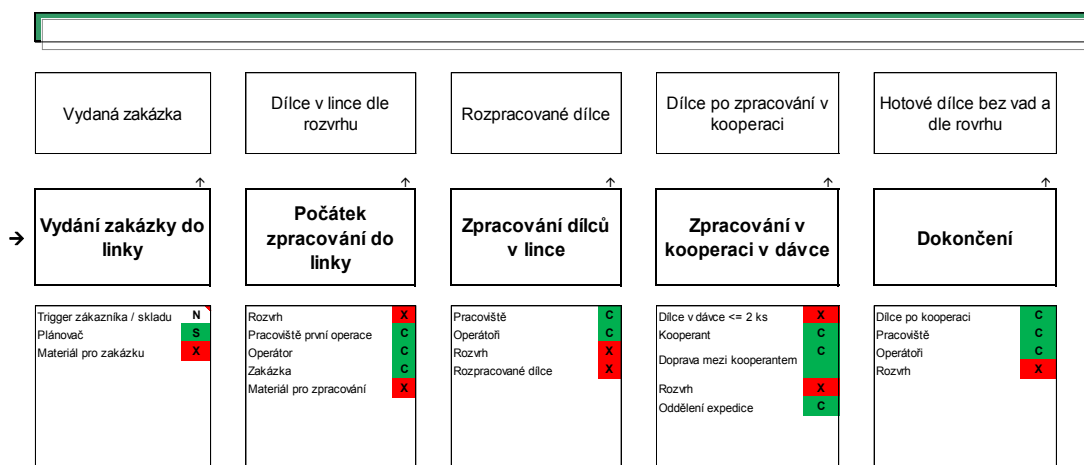 Vydaná zakázka
Dílce v lince dle
rozvrhu
Rozpracované dílce
Dílce po zpracování v
kooperaci
Hotové dílce bez vad a
dle rovrhu
↑ ↑ ↑ ↑ ↑
→
Vydání zakázky do
linky
Počátek
zpracování do
linky
Zpracování dílců
v lince
Zpracování v
kooperaci v dávce
Dokončení
Trigger zákazníka / skladu N
Plánovač S
Materiál pro zakázku X
Rozvrh X
Pracoviště první operace C
Operátor C
Zakázka C
Materiál pro zpracování X
Pracoviště C
Operátoři C
Rozvrh X
Rozpracované dílce X
Dílce v dávce <= 2 ks X
Kooperant C
Doprava mezi kooperantem C
Rozvrh X
Oddělení expedice C
Dílce po kooperaci C
Pracoviště C
Operátoři C
Rozvrh X